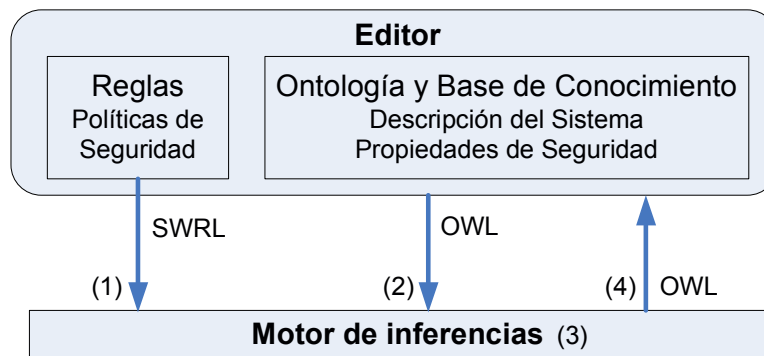 Editor
Reglas
Políticas de
Seguridad
Ontología y Base de Conocimiento
Descripción del Sistema
Propiedades de Seguridad
SWRL
OWL
(1)
(2)
(4) OWL
Motor de inferencias (3)